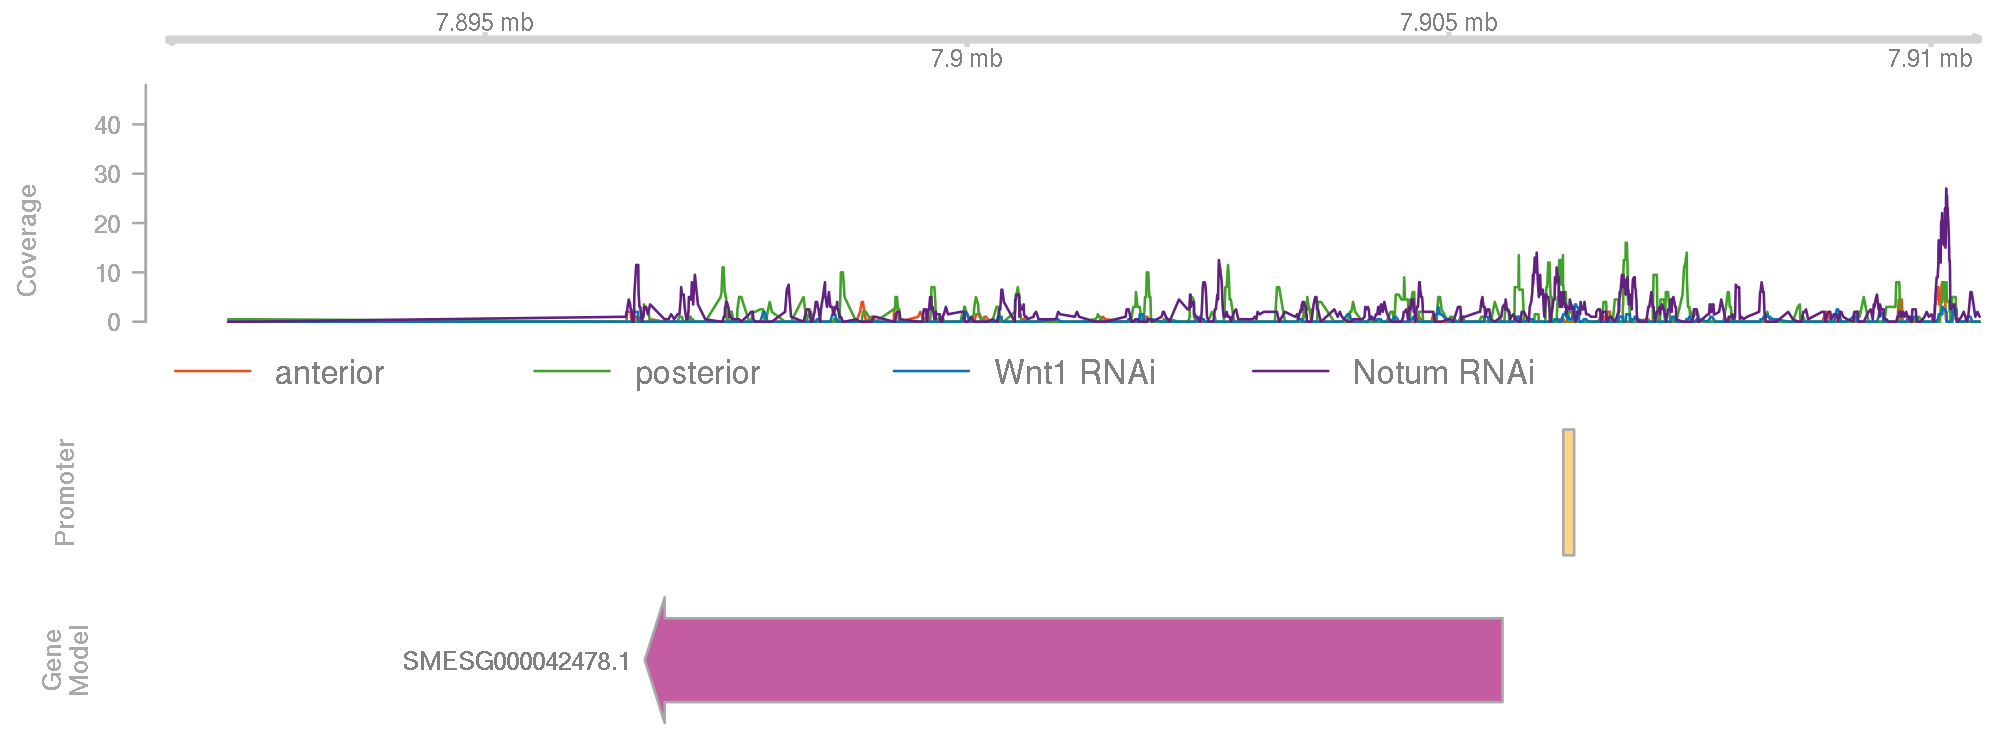 7.895 mb
7.905 mb
7.9 mb
7.91 mb
Coverage
40
30
20
10
0
anterior
posterior
Wnt1 RNAi
Notum RNAi
Promoter
Gene
Model
SMESG000042478.1